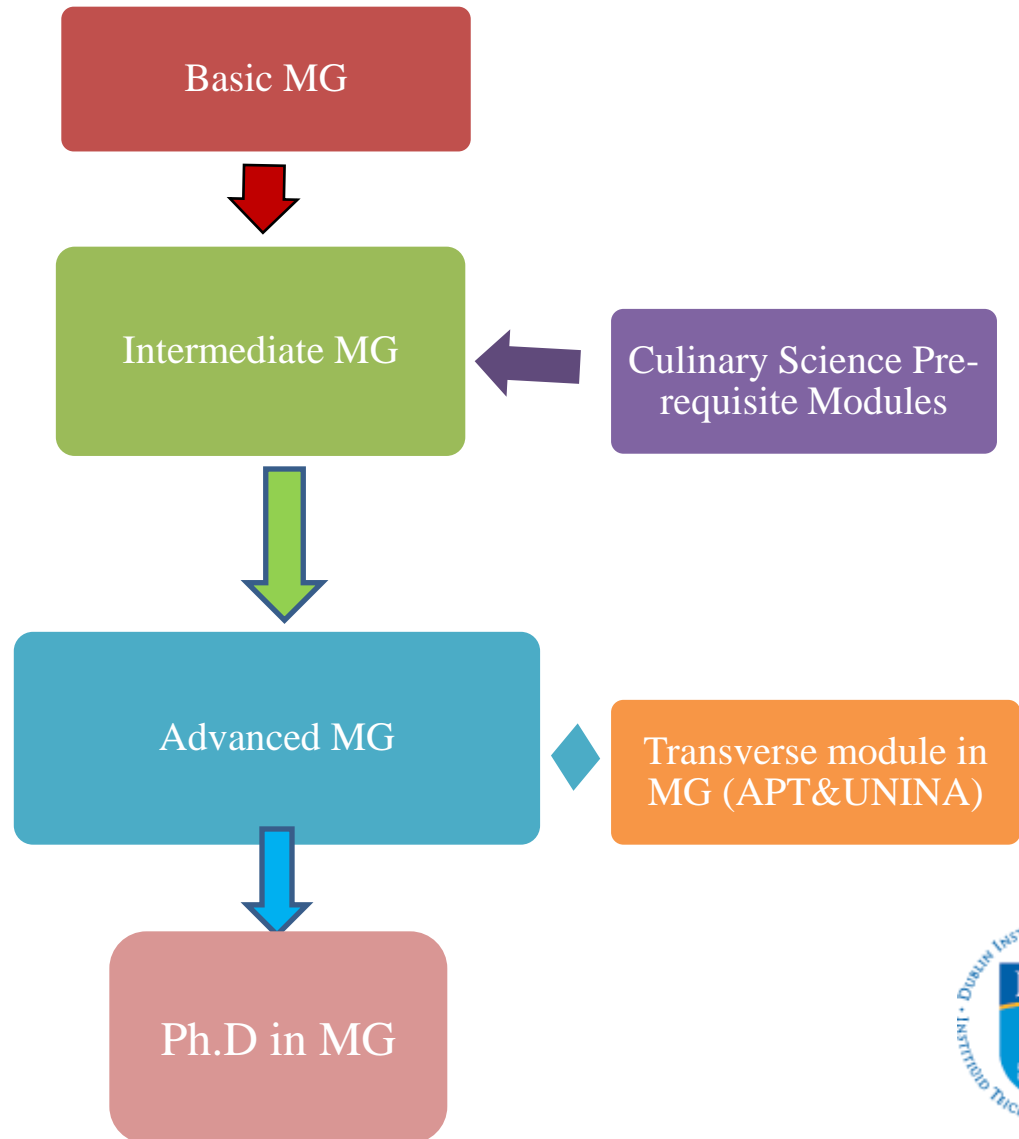 Basic MG
Intermediate MG
Culinary Science Pre-
requisite Modules
Advanced MG
Transverse module in
MG (APT&UNINA)
Ph.D in MG
DUBLIN